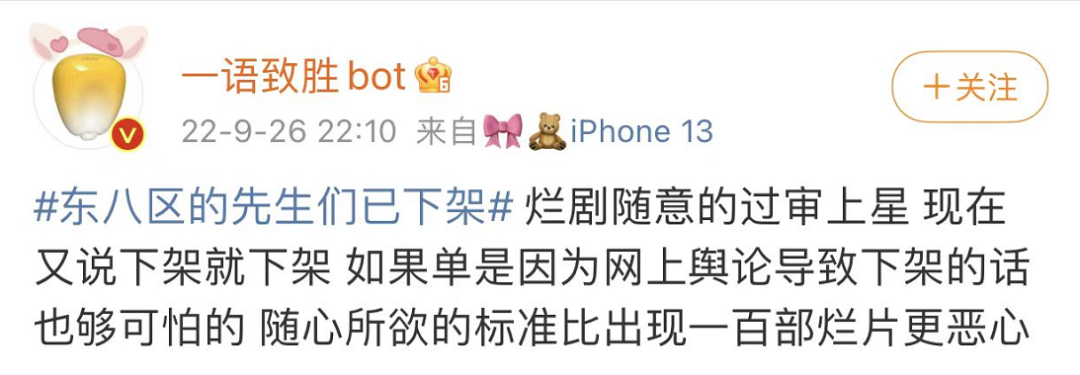 一语致胜bot
22-9-26 22:10 来自🎀🧸iPhone 13
+关注
#东八区的先生们已下架# 烂剧随意的过审上星 现在
又说下架就下架 如果单是因为网上舆论导致下架的话
也够可怕的 随心所欲的标准比出现一百部烂片更恶心